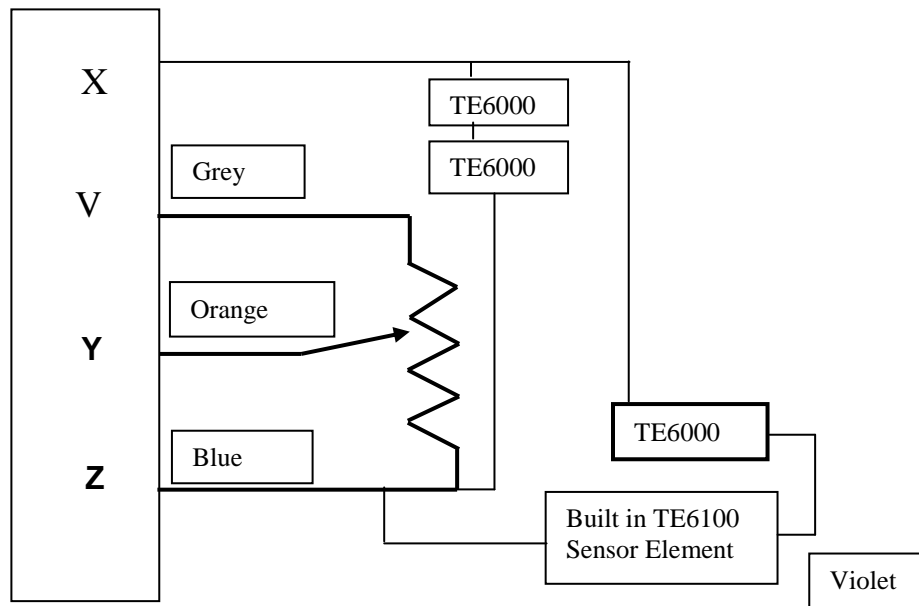 X
TE6000
Grey
TE6000
V
Orange
Y
TE6000
Blue
Z
Built in TE6100
Sensor Element
Violet